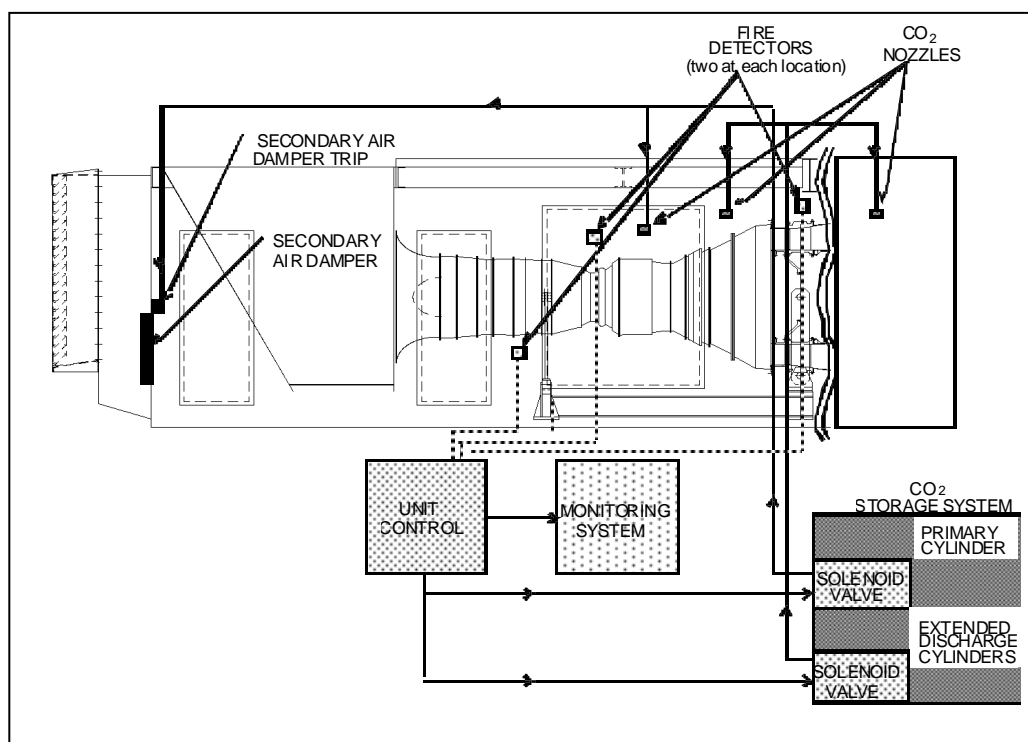 FIRE
DETECTORS
(two at each location)
CO2
NOZZLES
SECONDARY AIR
DAMPER TRIP
SECONDARY
AIR DAMPER
UNIT
CONTROL
MONITORING
SYSTEM
CO2
STORAGE SYSTEM
PRIMARY
CYLINDER
SOLENOID
VALVE
EXTENDED
DISCHARGE
CYLINDERS
SOLENOID
VALVE